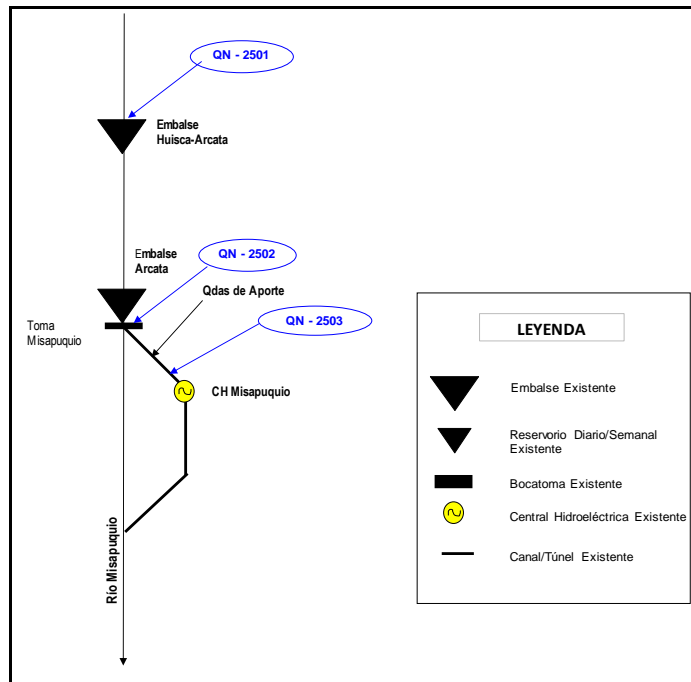 QN - 2501
Embalse
Huisca-Arcata
Embalse
Arcata
QN - 2502
Qdas de Aporte
Toma
Misapuquio
QN - 2503
CH Misapuquio
Río Misapuquio
LEYENDA
Embalse Existente
Reservorio Diario/Semanal
Existente
Bocatoma Existente
Central Hidroeléctrica Existente
Canal/Túnel Existente